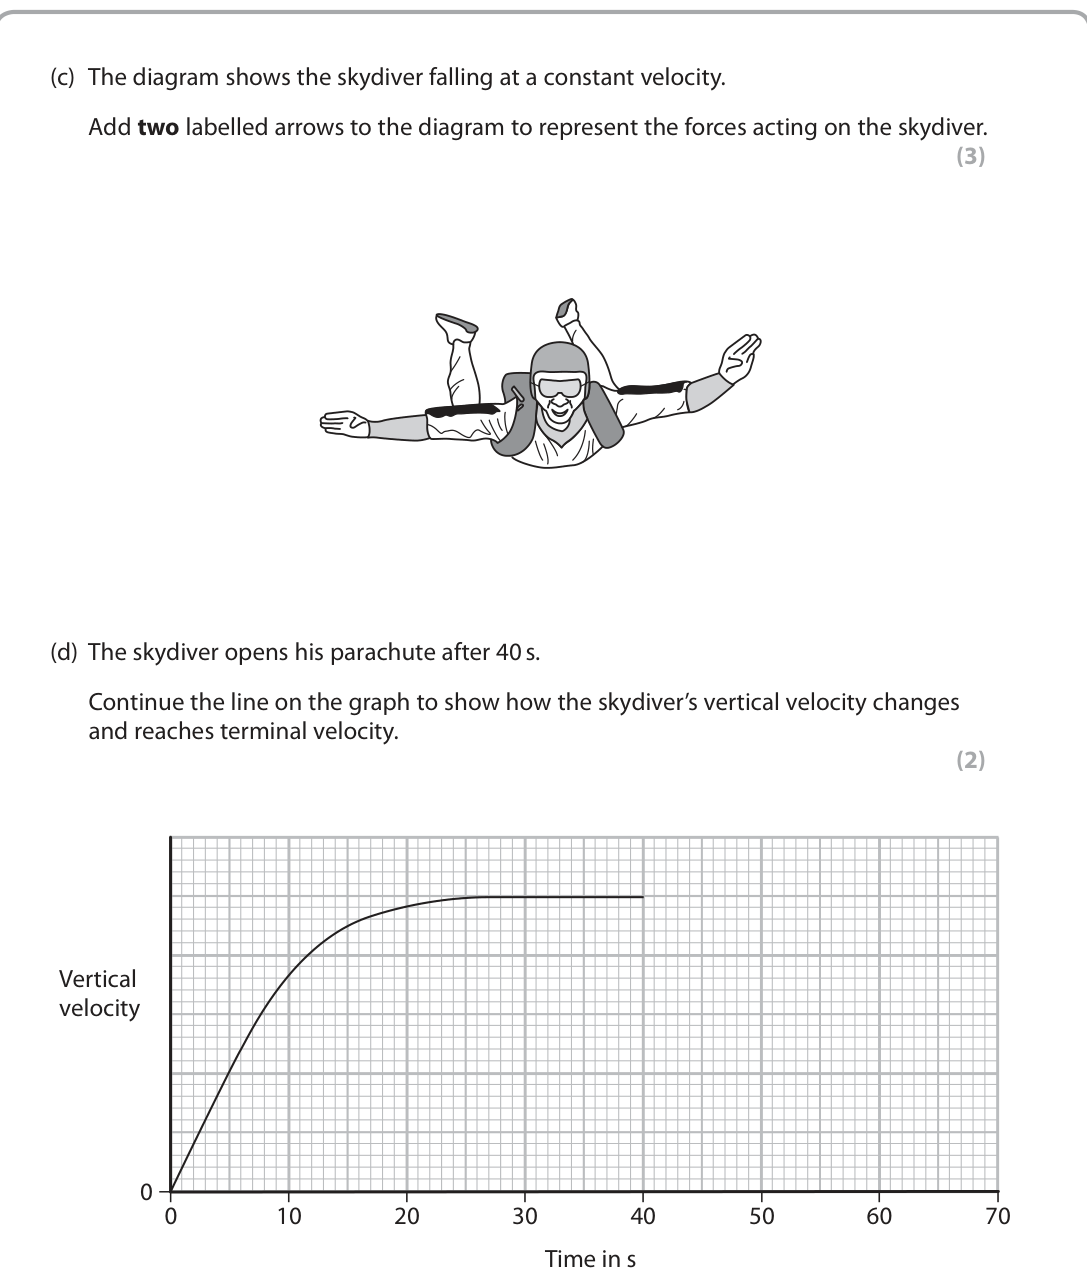 (c) The diagram shows the skydiver falling at a constant velocity.
Add two labelled arrows to the diagram to represent the forces acting on the skydiver.
(3)
(d) The skydiver opens his parachute after 40 s.
Continue the line on the graph to show how the skydiver’s vertical velocity changes
and reaches terminal velocity.
(2)
Vertical
velocity
0
0 10 20 30 40 50 60 70
Time in s